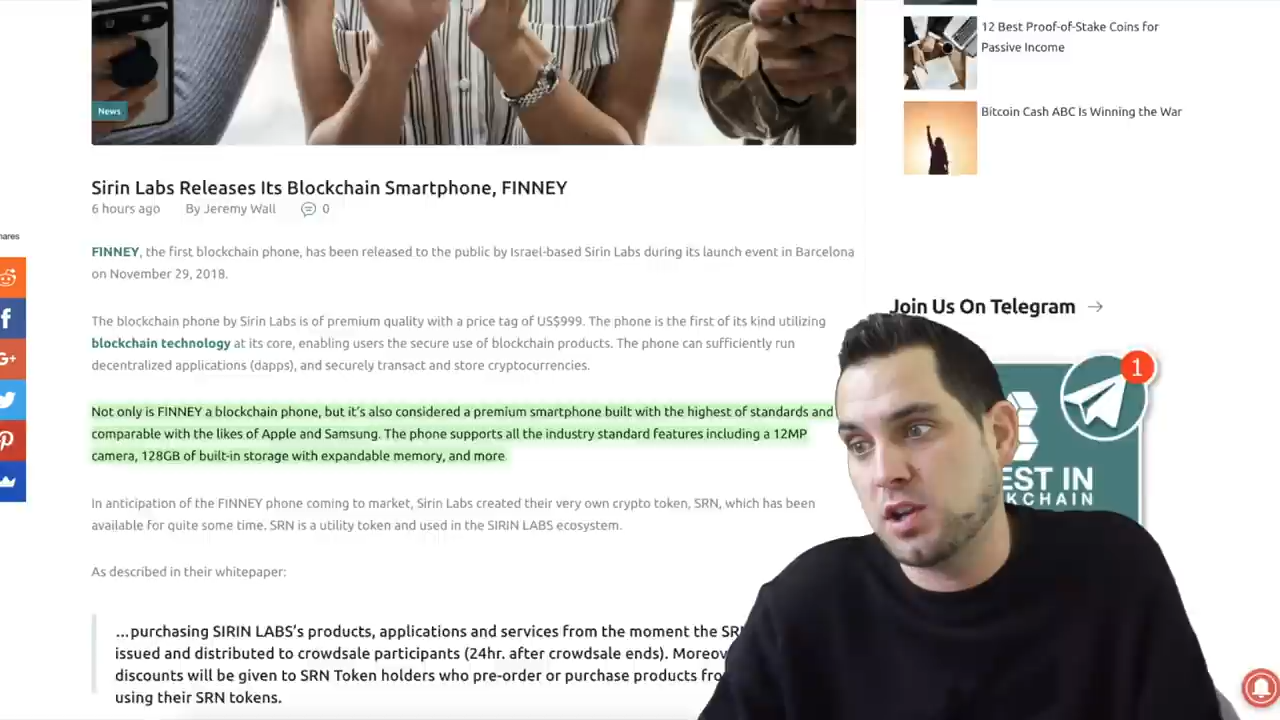 12 Best Proof-of-Stake Coins for
Passive Income
Bitcoin Cash ABC Is Winning the War
News
Sirin Labs Releases Its Blockchain Smartphone, FINNEY
6 hours ago By Jeremy Wall 0
hares
FINNEY, the first blockchain phone, has been released to the public by Israel-based Sirin Labs during its launch event in Barcelona
on November 29, 2018.
The blockchain phone by Sirin Labs is of premium quality with a price tag of US$999. The phone is the first of its kind utilizing
blockchain technology at its core, enabling users the secure use of blockchain products. The phone can sufficiently run
decentralized applications (dapps), and securely transact and store cryptocurrencies.
Not only is FINNEY a blockchain phone, but it's also considered a premium smartphone built with the highest of standards and
comparable with the likes of Apple and Samsung. The phone supports all the industry standard features including a 12MP
camera, 128GB of built-in storage with expandable memory, and more.
In anticipation of the FINNEY phone coming to market, Sirin Labs created their very own crypto token, SRN, which has been
available for quite some time. SRN is a utility token and used in the SIRIN LABS ecosystem.
As described in their whitepaper:
…purchasing SIRIN LABS's products, applications and services from the moment the SR
issued and distributed to crowdsale participants (24hr. after crowdsale ends). Moreov
discounts will be given to SRN Token holders who pre-order or purchase products fro
using their SRN tokens.
Join Us On Telegram →
1
EST IN
KCHAIN